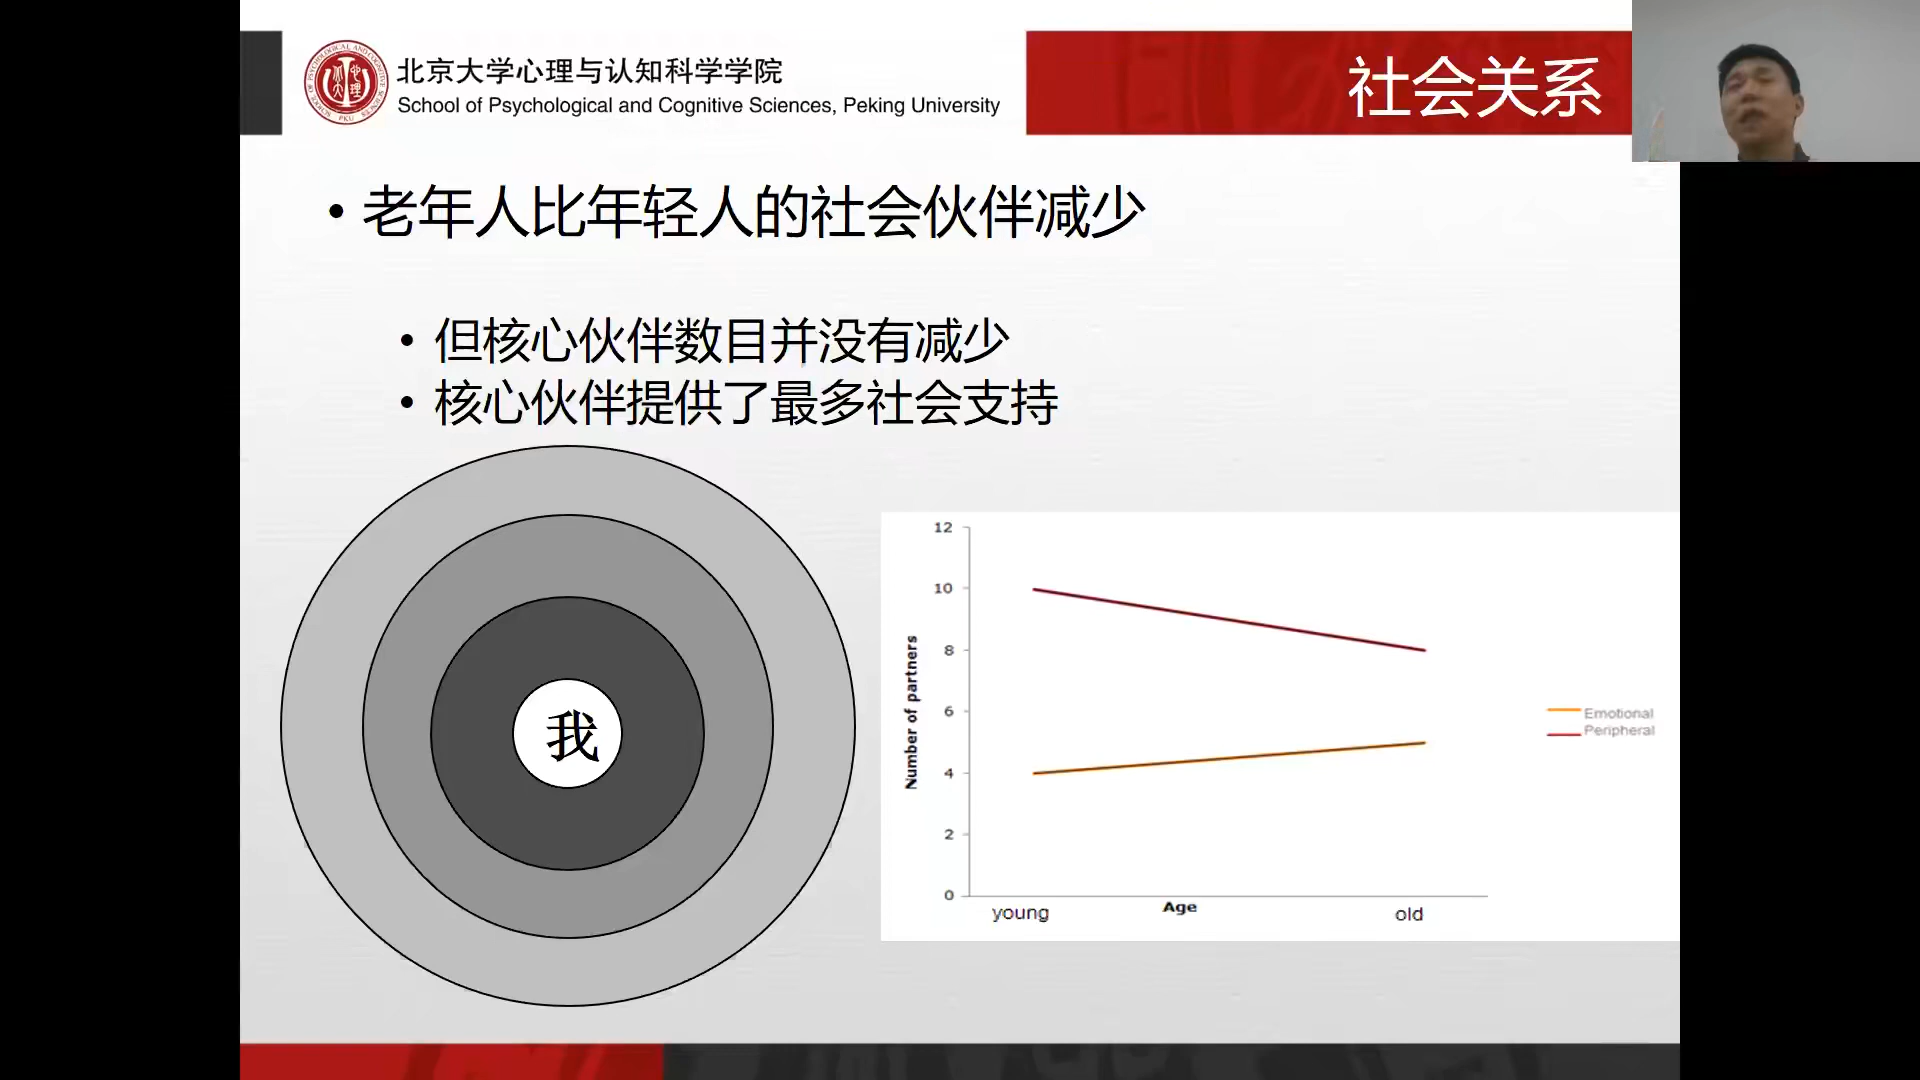 北京大学心理与认知科学学院
School of Psychological and Cognitive Sciences, Peking University
社会关系
• 老年人比年轻人的社会伙伴减少
• 但核心伙伴数目并没有减少
• 核心伙伴提供了最多社会支持
我
12
10
8
6
4
2
0
Number of partners
young
Age
old
Emotional
Peripheral